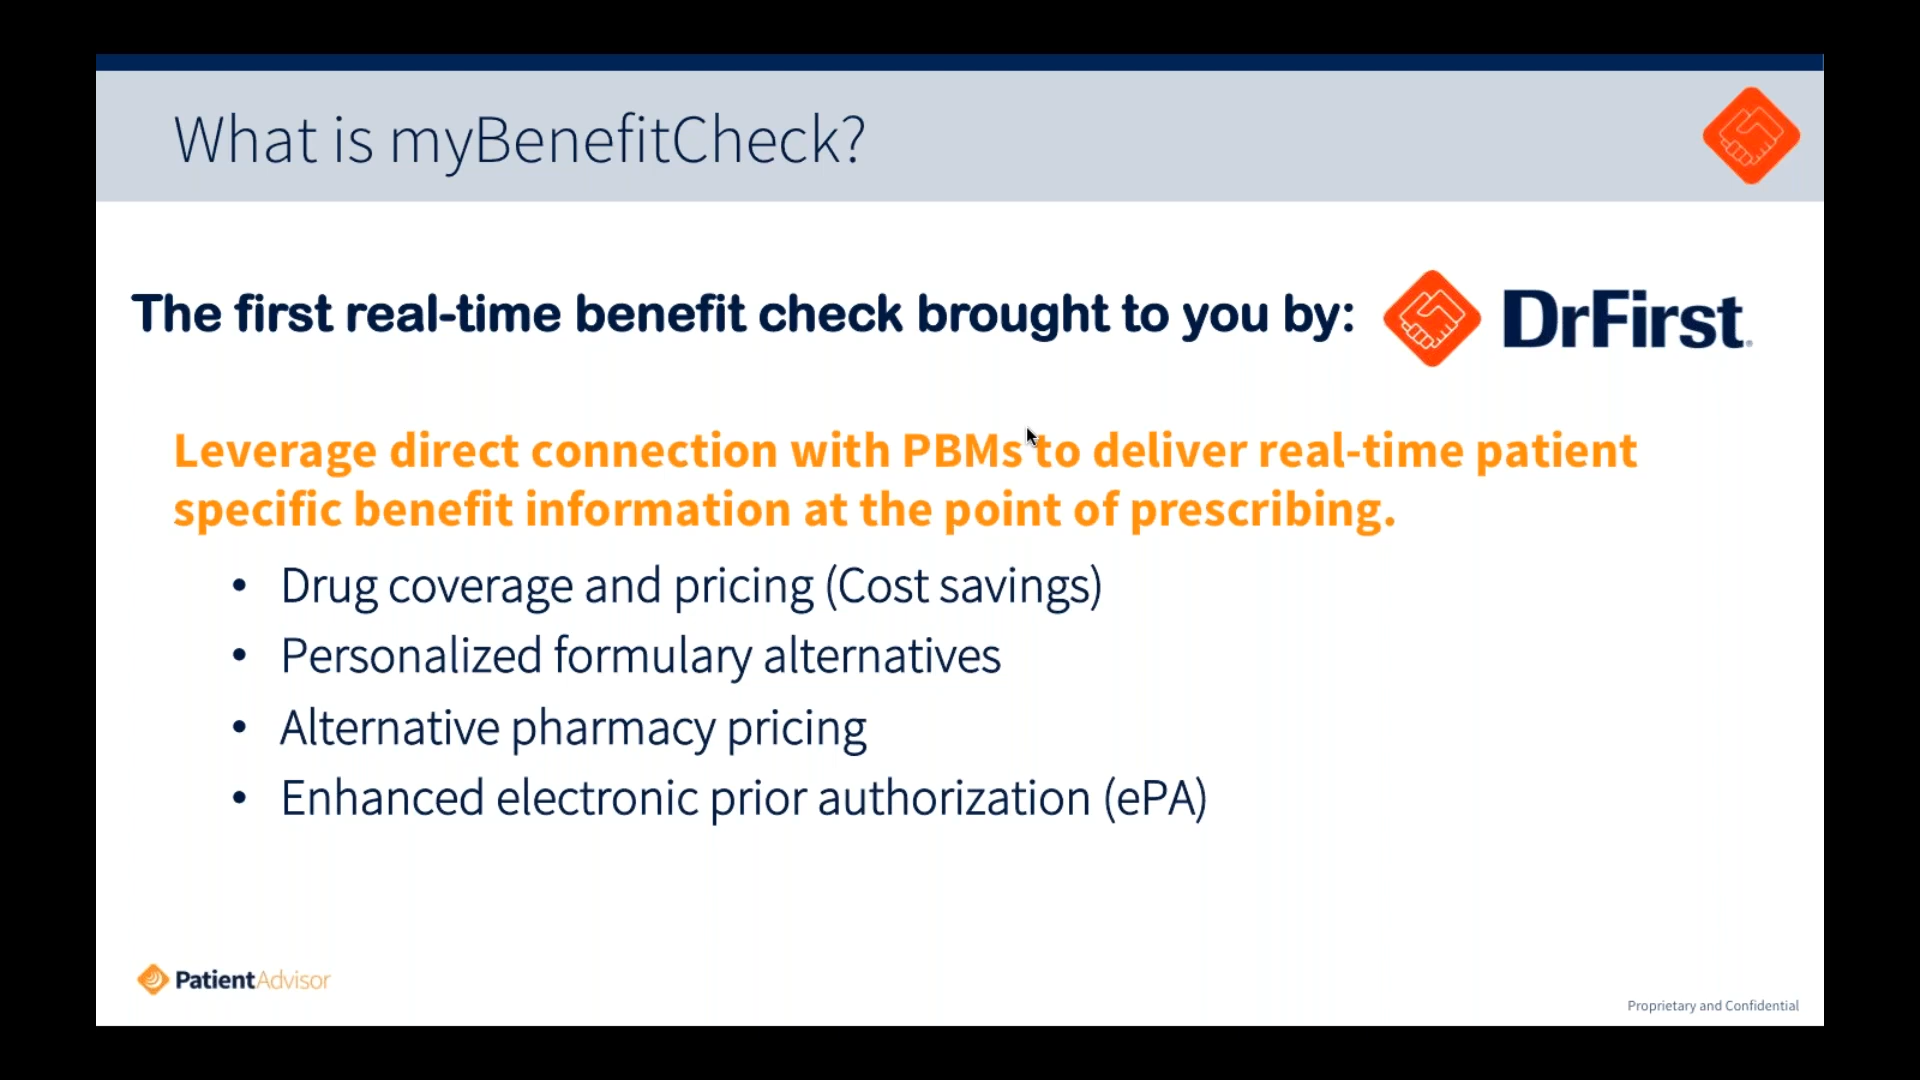 What is myBenefitCheck?
The first real-time benefit check brought to you by:
DrFirst
Leverage direct connection with PBMs to deliver real-time patient
specific benefit information at the point of prescribing.
• Drug coverage and pricing (Cost savings)
• Personalized formulary alternatives
• Alternative pharmacy pricing
• Enhanced electronic prior authorization (ePA)
PatientAdvisor
Proprietary and Confidential